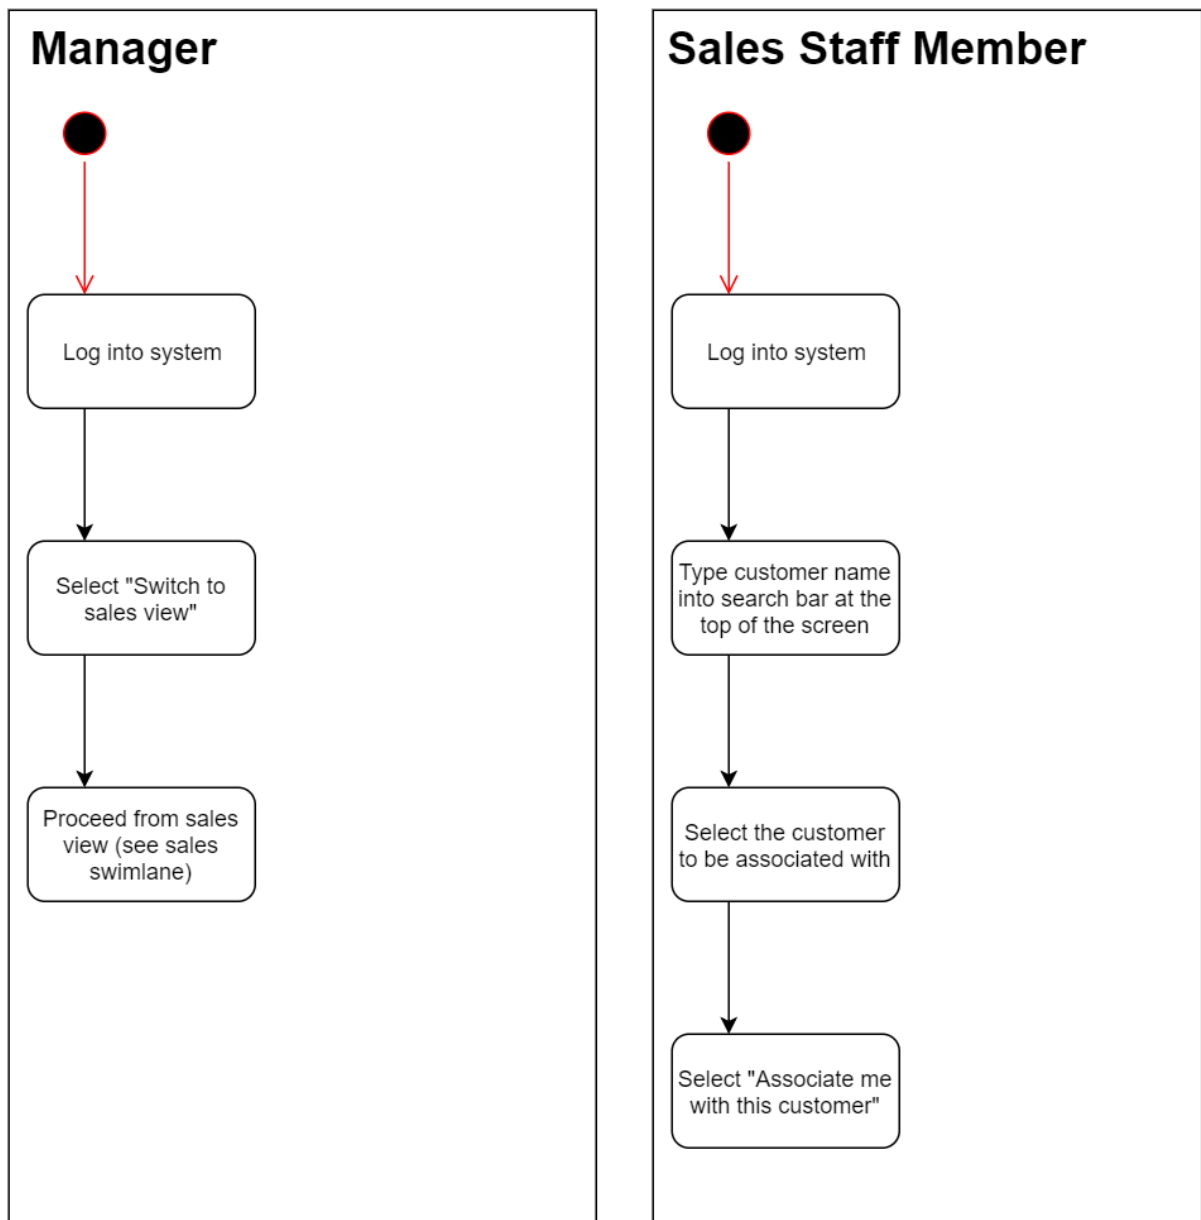 Manager
Log into system
Select "Switch to
sales view"
Proceed from sales
view (see sales
swimlane)
Sales Staff Member
Log into system
Type customer name
into search bar at the
top of the screen
Select the customer
to be associated with
Select "Associate me
with this customer"